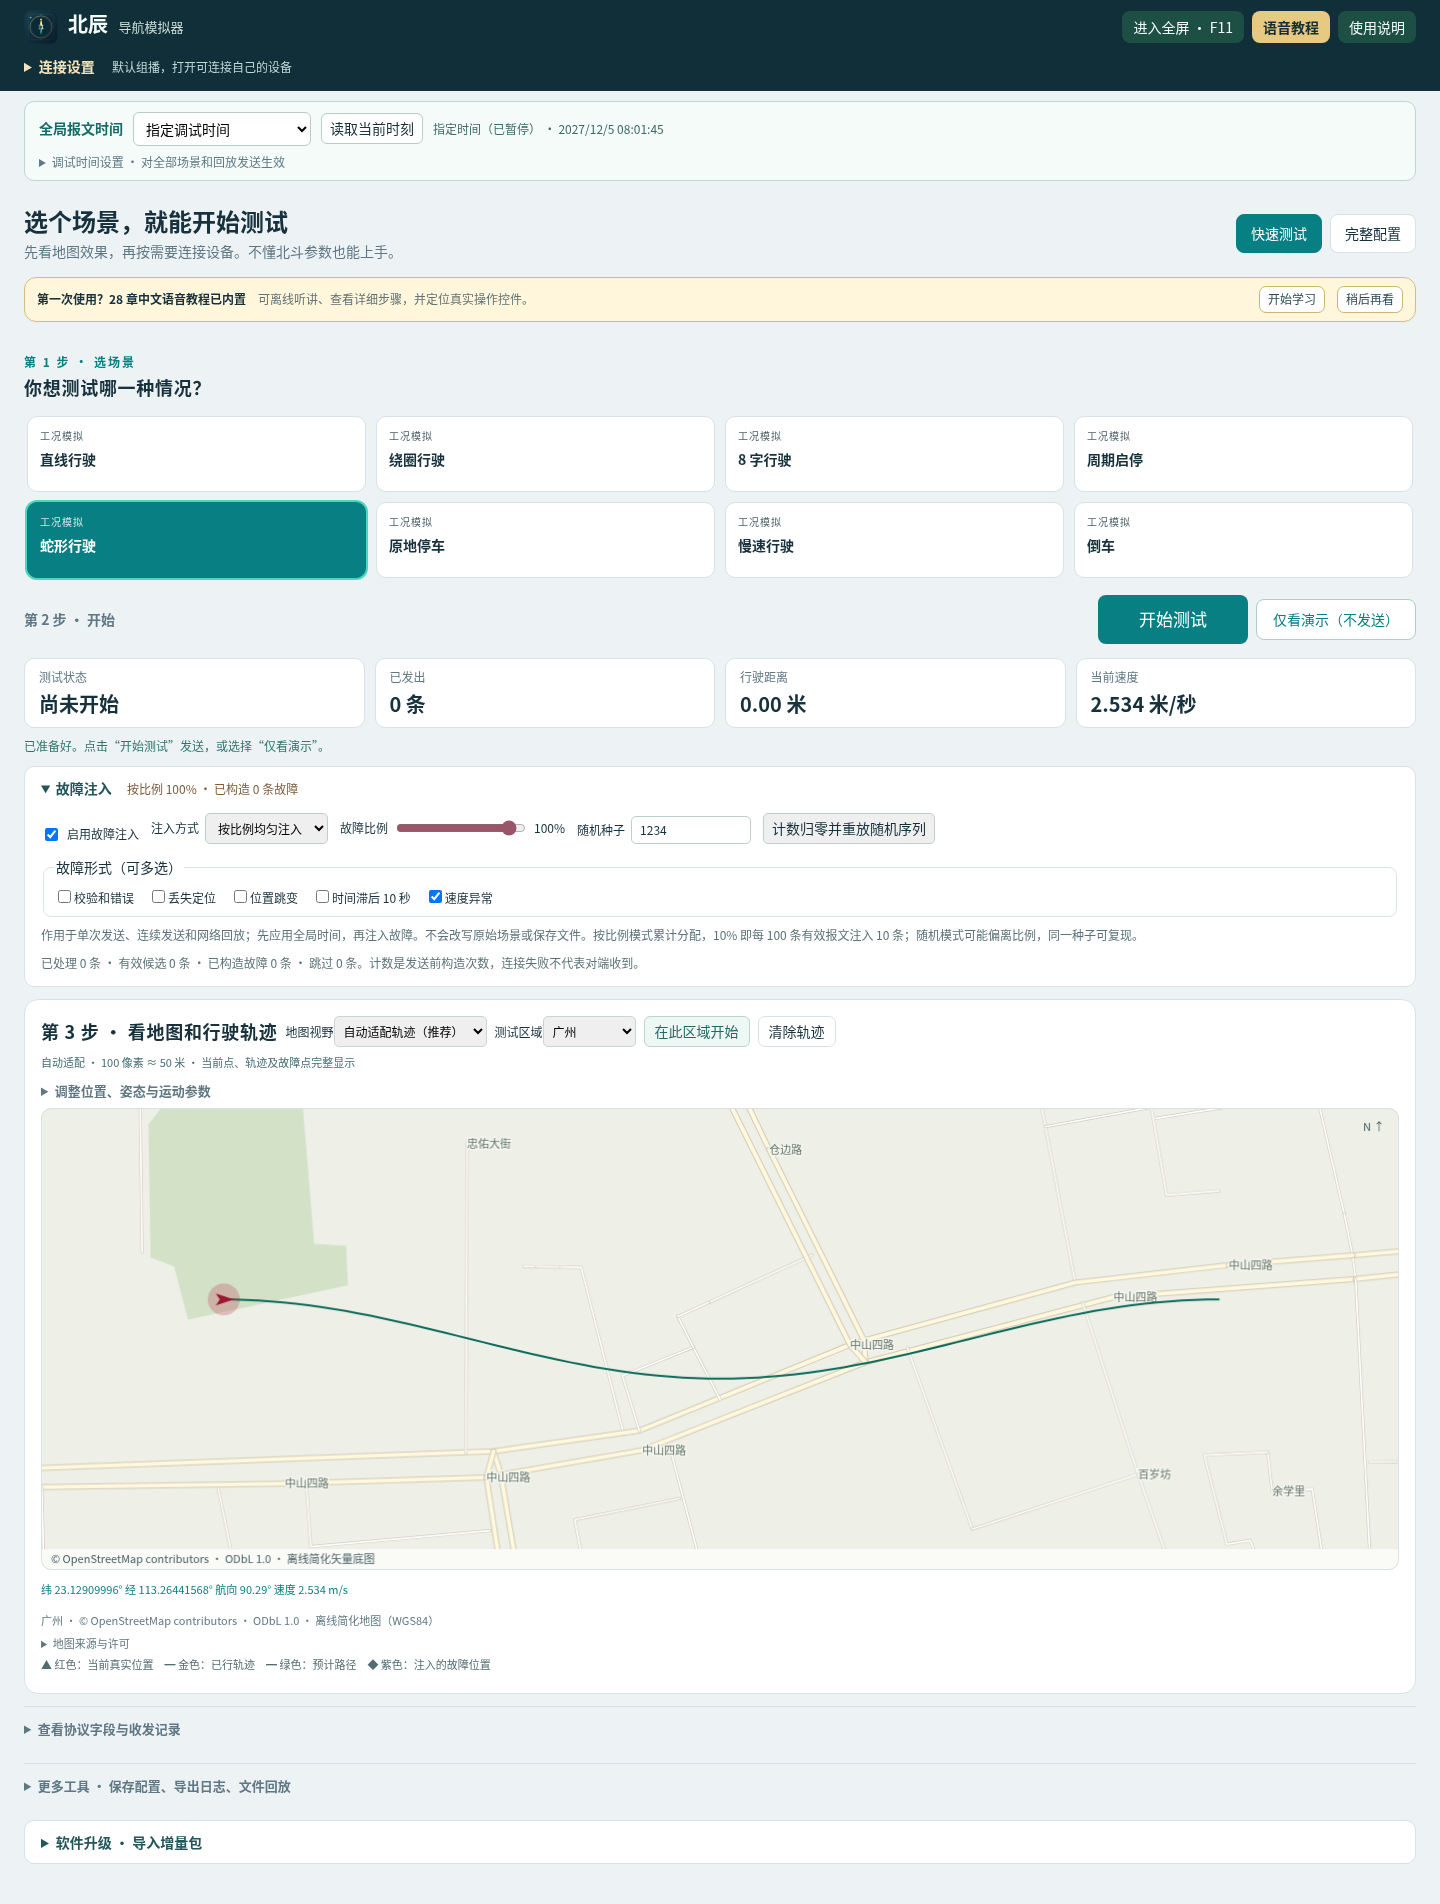 北辰 导航模拟器
进入全屏 · F11 语音教程 使用说明
▶ 连接设置 默认组播，打开可连接自己的设备
全局报文时间 指定调试时间 读取当前时刻 指定时间（已暂停） · 2027/12/5 08:01:45
▶ 调试时间设置 · 对全部场景和回放发送生效
选个场景，就能开始测试
先看地图效果，再按需要连接设备。不懂北斗参数也能上手。
快速测试 完整配置
第一次使用？28 章中文语音教程已内置 可离线听讲、查看详细步骤，并定位真实操作控件。 开始学习 稍后再看
第 1 步 · 选场景
你想测试哪一种情况？
工况模拟 工况模拟 工况模拟 工况模拟
直线行驶 绕圈行驶 8 字行驶 周期启停
工况模拟 工况模拟 工况模拟 工况模拟
蛇形行驶 原地停车 慢速行驶 倒车
第 2 步 · 开始 开始测试 仅看演示（不发送）
测试状态 已发出 行驶距离 当前速度
尚未开始 0 条 0.00 米 2.534 米/秒
已准备好。点击“开始测试”发送，或选择“仅看演示”。
▼ 故障注入 按比例 100% · 已构造 0 条故障
启用故障注入 注入方式 按比例均匀注入 故障比例 100% 随机种子 1234 计数归零并重放随机序列
故障形式（可多选）
校验和错误 丢失定位 位置跳变 时间滞后 10 秒 速度异常
作用于单次发送、连续发送和网络回放；先应用全局时间，再注入故障。不会改写原始场景或保存文件。按比例模式累计分配，10% 即每 100 条有效报文注入 10 条；随机模式可能偏离比例，同一种子可复现。
已处理 0 条 · 有效候选 0 条 · 已构造故障 0 条 · 跳过 0 条。计数是发送前构造次数，连接失败不代表对端收到。
第 3 步 · 看地图和行驶轨迹 地图视野 自动适配轨迹（推荐） 测试区域 广州 在此区域开始 清除轨迹
自动适配 · 100 像素 ≈ 50 米 · 当前点、轨迹及故障点完整显示
▶ 调整位置、姿态与运动参数
N ↑
忠佑大街
仓边路
中山四路
中山四路
中山四路
中山四路
中山四路
中山四路
百岁坊
余学里
© OpenStreetMap contributors · ODbL 1.0 · 离线简化矢量底图
纬 23.12909996° 经 113.26441568° 航向 90.29° 速度 2.534 m/s
广州 · © OpenStreetMap contributors · ODbL 1.0 · 离线简化地图（WGS84）
▶ 地图来源与许可
▲ 红色：当前真实位置 — 金色：已行轨迹 — 绿色：预计路径 ◆ 紫色：注入的故障位置
▶ 查看协议字段与收发记录
▶ 更多工具 · 保存配置、导出日志、文件回放
▶ 软件升级 · 导入增量包